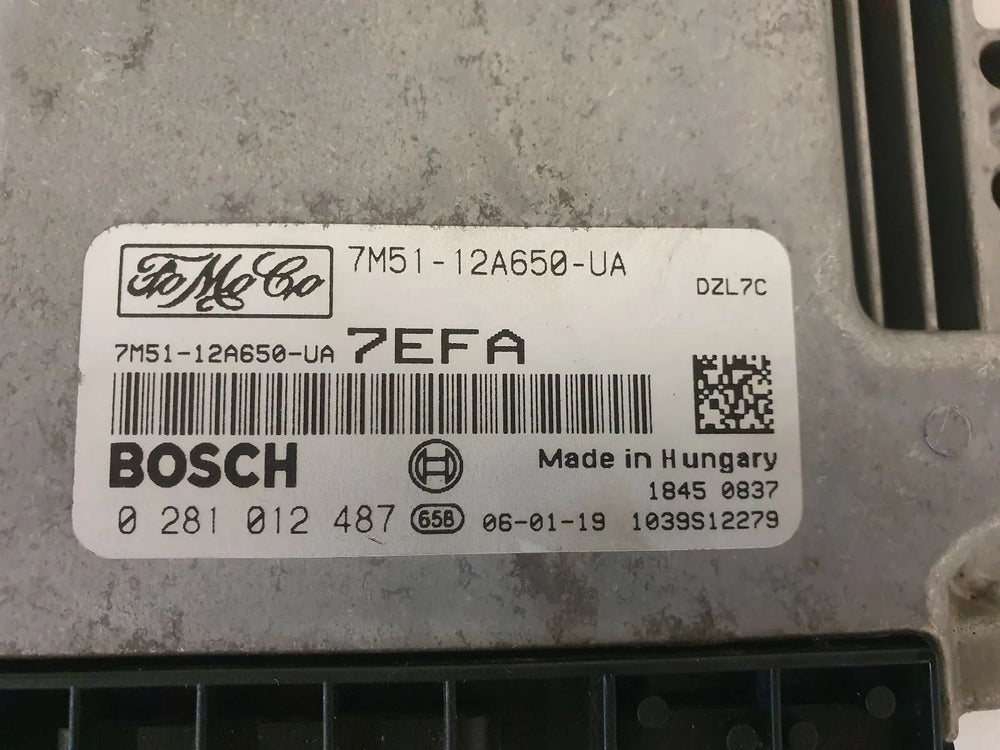 FoMoCo 7M51-12A650-UA
DZL7C
7M51-12A650-UA 7EFA
BOSCH
Made in Hungary
1845 0837
0 281 012 487 658 06-01-19 1039S12279